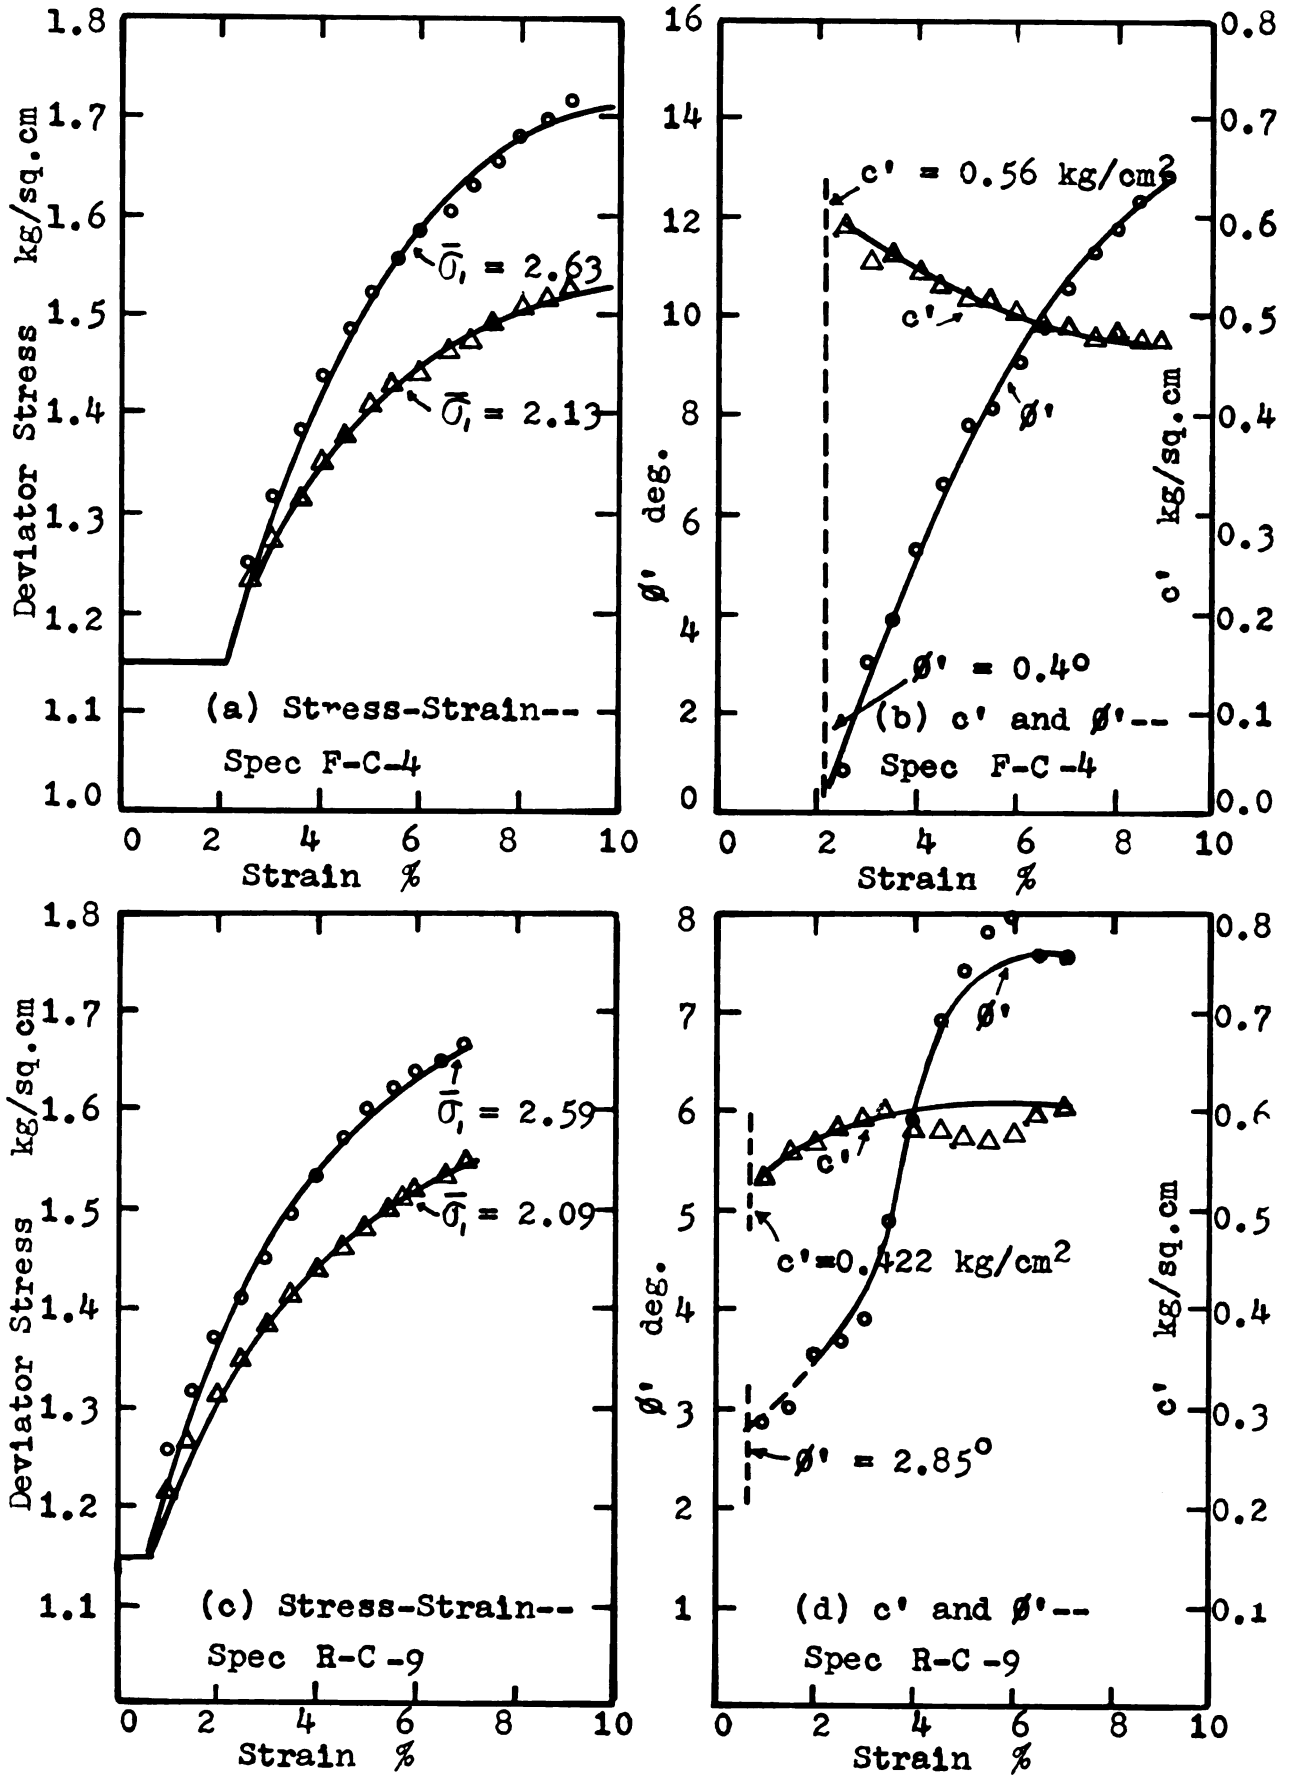 1.8
1.7
1.6
1.5
1.4
1.3
1.2
1.1
1.0
Deviator Stress kg/sq.cm
σ̄₁ = 2.63
σ̄₁ = 2.13
(a) Stress-Strain--
Spec F-C-4
0 2 4 6 8 10
Strain %
16
14
12
10
8
6
4
2
0
ø' deg.
c' = 0.56 kg/cm2
c'
ø'
ø' = 0.4°
(b) c' and ø'--
Spec F-C-4
0.8
0.7
0.6
0.5
0.4
0.3
0.2
0.1
0.0
c' kg/sq.cm
0 2 4 6 8 10
Strain %
1.8
1.7
1.6
1.5
1.4
1.3
1.2
1.1
Deviator Stress kg/sq.cm
σ̄₁ = 2.59
σ̄₁ = 2.09
(c) Stress-Strain--
Spec R-C-9
0 2 4 6 8 10
Strain %
8
7
6
5
4
3
2
1
ø' deg.
ø'
c'
c'=0.422 kg/cm2
ø' = 2.85°
(d) c' and ø'--
Spec R-C-9
0.8
0.7
0.6
0.5
0.4
0.3
0.2
0.1
c' kg/sq.cm
0 2 4 6 8 10
Strain %